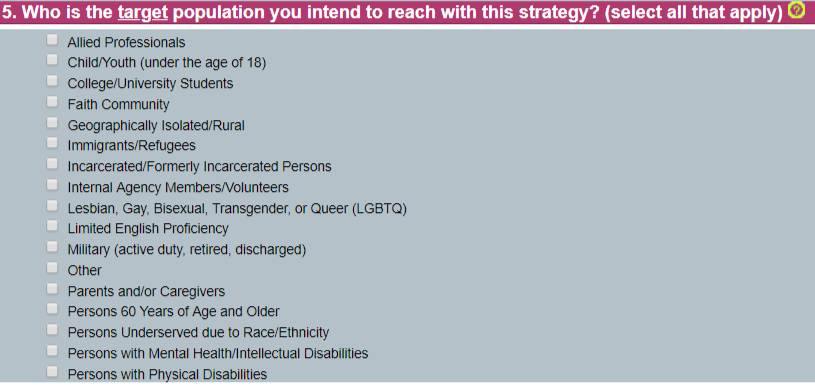 5. Who is the target population you intend to reach with this strategy? (select all that apply) ?
Allied Professionals
Child/Youth (under the age of 18)
College/University Students
Faith Community
Geographically Isolated/Rural
Immigrants/Refugees
Incarcerated/Formerly Incarcerated Persons
Internal Agency Members/Volunteers
Lesbian, Gay, Bisexual, Transgender, or Queer (LGBTQ)
Limited English Proficiency
Military (active duty, retired, discharged)
Other
Parents and/or Caregivers
Persons 60 Years of Age and Older
Persons Underserved due to Race/Ethnicity
Persons with Mental Health/Intellectual Disabilities
Persons with Physical Disabilities